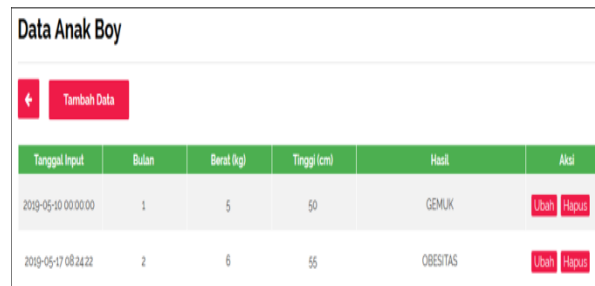 Data Anak Boy
Tambah Data
Tanggal Input Bulan Berat (kg) Tinggi (cm) Hasil Aksi
2019-05-10 00:00:00 1 5 50 GEMUK Ubah Hapus
2019-05-17 08:24:22 2 6 55 OBESITAS Ubah Hapus